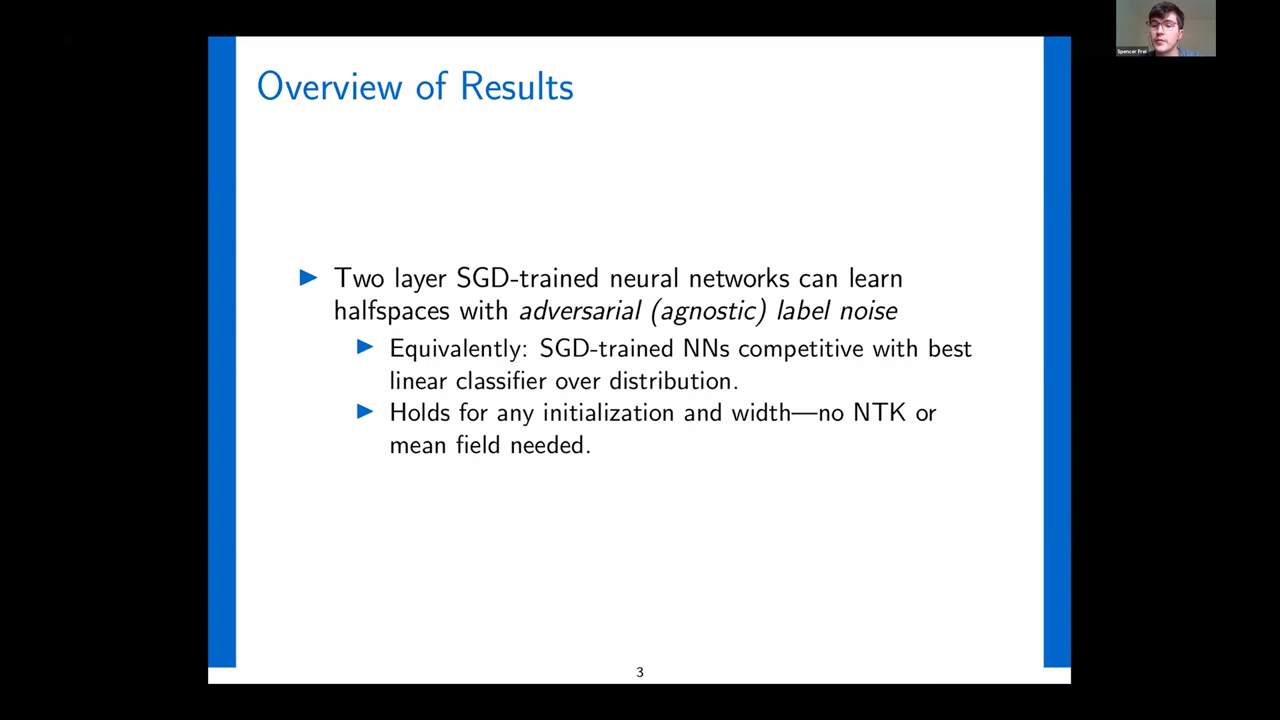 Spencer Frei
Overview of Results
▶ Two layer SGD-trained neural networks can learn
halfspaces with adversarial (agnostic) label noise
▶ Equivalently: SGD-trained NNs competitive with best
linear classifier over distribution.
▶ Holds for any initialization and width—no NTK or
mean field needed.
3